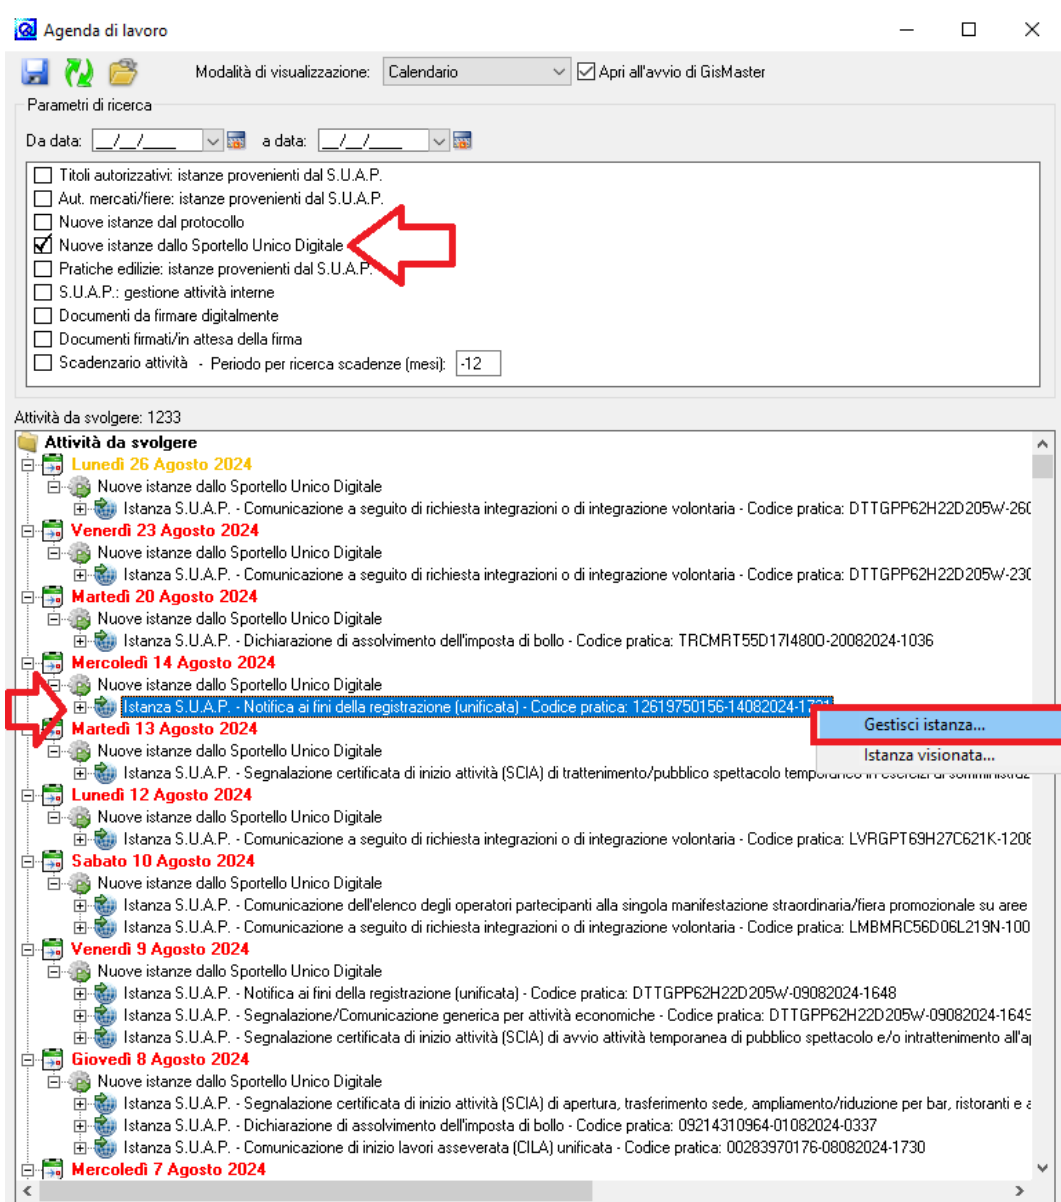 Agenda di lavoro
Modalità di visualizzazione: Calendario Apri all'avvio di GisMaster
Parametri di ricerca
Da data: __/__/____ a data: __/__/____
Titoli autorizzativi: istanze provenienti dal S.U.A.P.
Aut. mercati/fiere: istanze provenienti dal S.U.A.P.
Nuove istanze dal protocollo
Nuove istanze dallo Sportello Unico Digitale
Pratiche edilizie: istanze provenienti dal S.U.A.P.
S.U.A.P.: gestione attività interne
Documenti da firmare digitalmente
Documenti firmati/in attesa della firma
Scadenzario attività - Periodo per ricerca scadenze (mesi): -12
Attività da svolgere: 1233
Attività da svolgere
Lunedì 26 Agosto 2024
Nuove istanze dallo Sportello Unico Digitale
Istanza S.U.A.P. - Comunicazione a seguito di richiesta integrazioni o di integrazione volontaria - Codice pratica: DTTGPP62H22D205W-260
Venerdì 23 Agosto 2024
Nuove istanze dallo Sportello Unico Digitale
Istanza S.U.A.P. - Comunicazione a seguito di richiesta integrazioni o di integrazione volontaria - Codice pratica: DTTGPP62H22D205W-230
Martedì 20 Agosto 2024
Nuove istanze dallo Sportello Unico Digitale
Istanza S.U.A.P. - Dichiarazione di assolvimento dell'imposta di bollo - Codice pratica: TRCMRT55D17I480O-20082024-1036
Mercoledì 14 Agosto 2024
Nuove istanze dallo Sportello Unico Digitale
Istanza S.U.A.P. - Notifica ai fini della registrazione (unificata) - Codice pratica: 12619750156-14082024-1731
Gestisci istanza...
Martedì 13 Agosto 2024
Nuove istanze dallo Sportello Unico Digitale
Istanza visionata...
Istanza S.U.A.P. - Segnalazione certificata di inizio attività (SCIA) di trattenimento/pubblico spettacolo temporaneo in esercizi di somministraz
Lunedì 12 Agosto 2024
Nuove istanze dallo Sportello Unico Digitale
Istanza S.U.A.P. - Comunicazione a seguito di richiesta integrazioni o di integrazione volontaria - Codice pratica: LVRGPT69H27C621K-1208
Sabato 10 Agosto 2024
Nuove istanze dallo Sportello Unico Digitale
Istanza S.U.A.P. - Comunicazione dell'elenco degli operatori partecipanti alla singola manifestazione straordinaria/fiera promozionale su aree
Istanza S.U.A.P. - Comunicazione a seguito di richiesta integrazioni o di integrazione volontaria - Codice pratica: LMBMRC56D06L219N-100
Venerdì 9 Agosto 2024
Nuove istanze dallo Sportello Unico Digitale
Istanza S.U.A.P. - Notifica ai fini della registrazione (unificata) - Codice pratica: DTTGPP62H22D205W-09082024-1648
Istanza S.U.A.P. - Segnalazione/Comunicazione generica per attività economiche - Codice pratica: DTTGPP62H22D205W-09082024-1649
Istanza S.U.A.P. - Segnalazione certificata di inizio attività (SCIA) di avvio attività temporanea di pubblico spettacolo e/o intrattenimento all'a
Giovedì 8 Agosto 2024
Nuove istanze dallo Sportello Unico Digitale
Istanza S.U.A.P. - Segnalazione certificata di inizio attività (SCIA) di apertura, trasferimento sede, ampliamento/riduzione per bar, ristoranti e a
Istanza S.U.A.P. - Dichiarazione di assolvimento dell'imposta di bollo - Codice pratica: 09214310964-01082024-0337
Istanza S.U.A.P. - Comunicazione di inizio lavori asseverata (CILA) unificata - Codice pratica: 00283970176-08082024-1730
Mercoledì 7 Agosto 2024